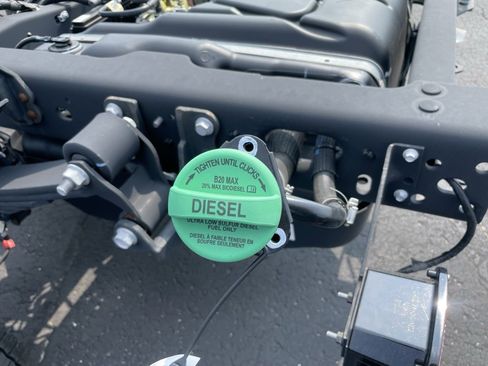 TIGHTEN UNTIL CLICKS
B20 MAX
20% MAX BIODIESEL
DIESEL
ULTRA LOW SULFUR DIESEL
FUEL ONLY
DIESEL À FAIBLE TENEUR EN
SOUFRE SEULEMENT